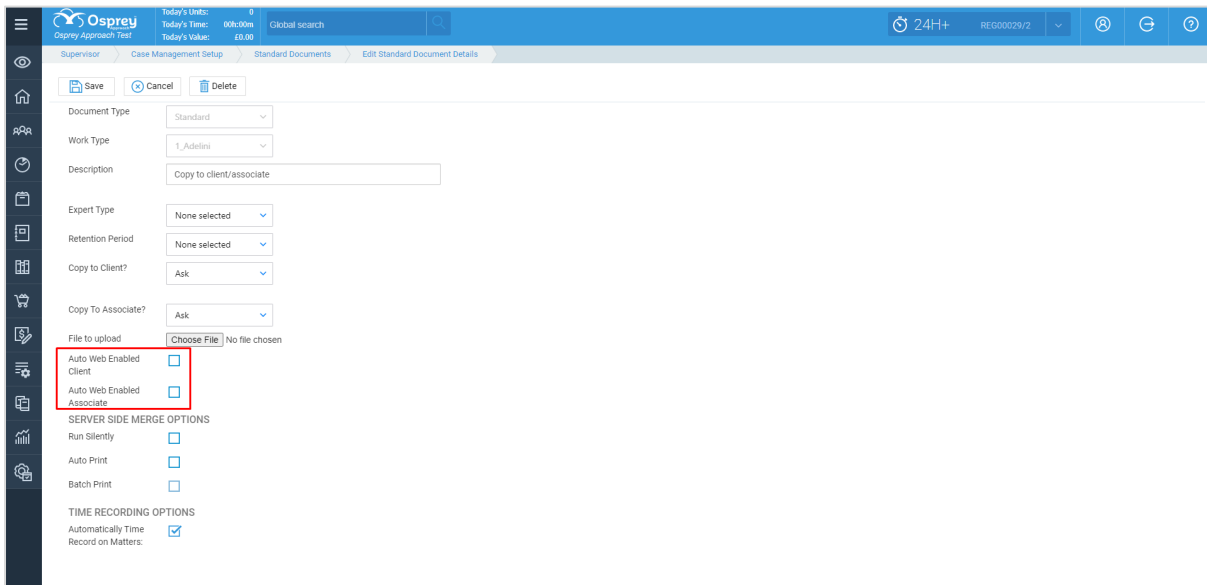 Osprey
Approach
Osprey Approach Test
Today's Units: 0
Today's Time: 00h:00m
Today's Value: £0.00
Global search
24H+
REG00029/2
Supervisor
Case Management Setup
Standard Documents
Edit Standard Document Details
Save
Cancel
Delete
Document Type
Standard
Work Type
1_Adelini
Description
Copy to client/associate
Expert Type
None selected
Retention Period
None selected
Copy to Client?
Ask
Copy To Associate?
Ask
File to upload
Choose File No file chosen
Auto Web Enabled
Client
Auto Web Enabled
Associate
SERVER SIDE MERGE OPTIONS
Run Silently
Auto Print
Batch Print
TIME RECORDING OPTIONS
Automatically Time
Record on Matters: